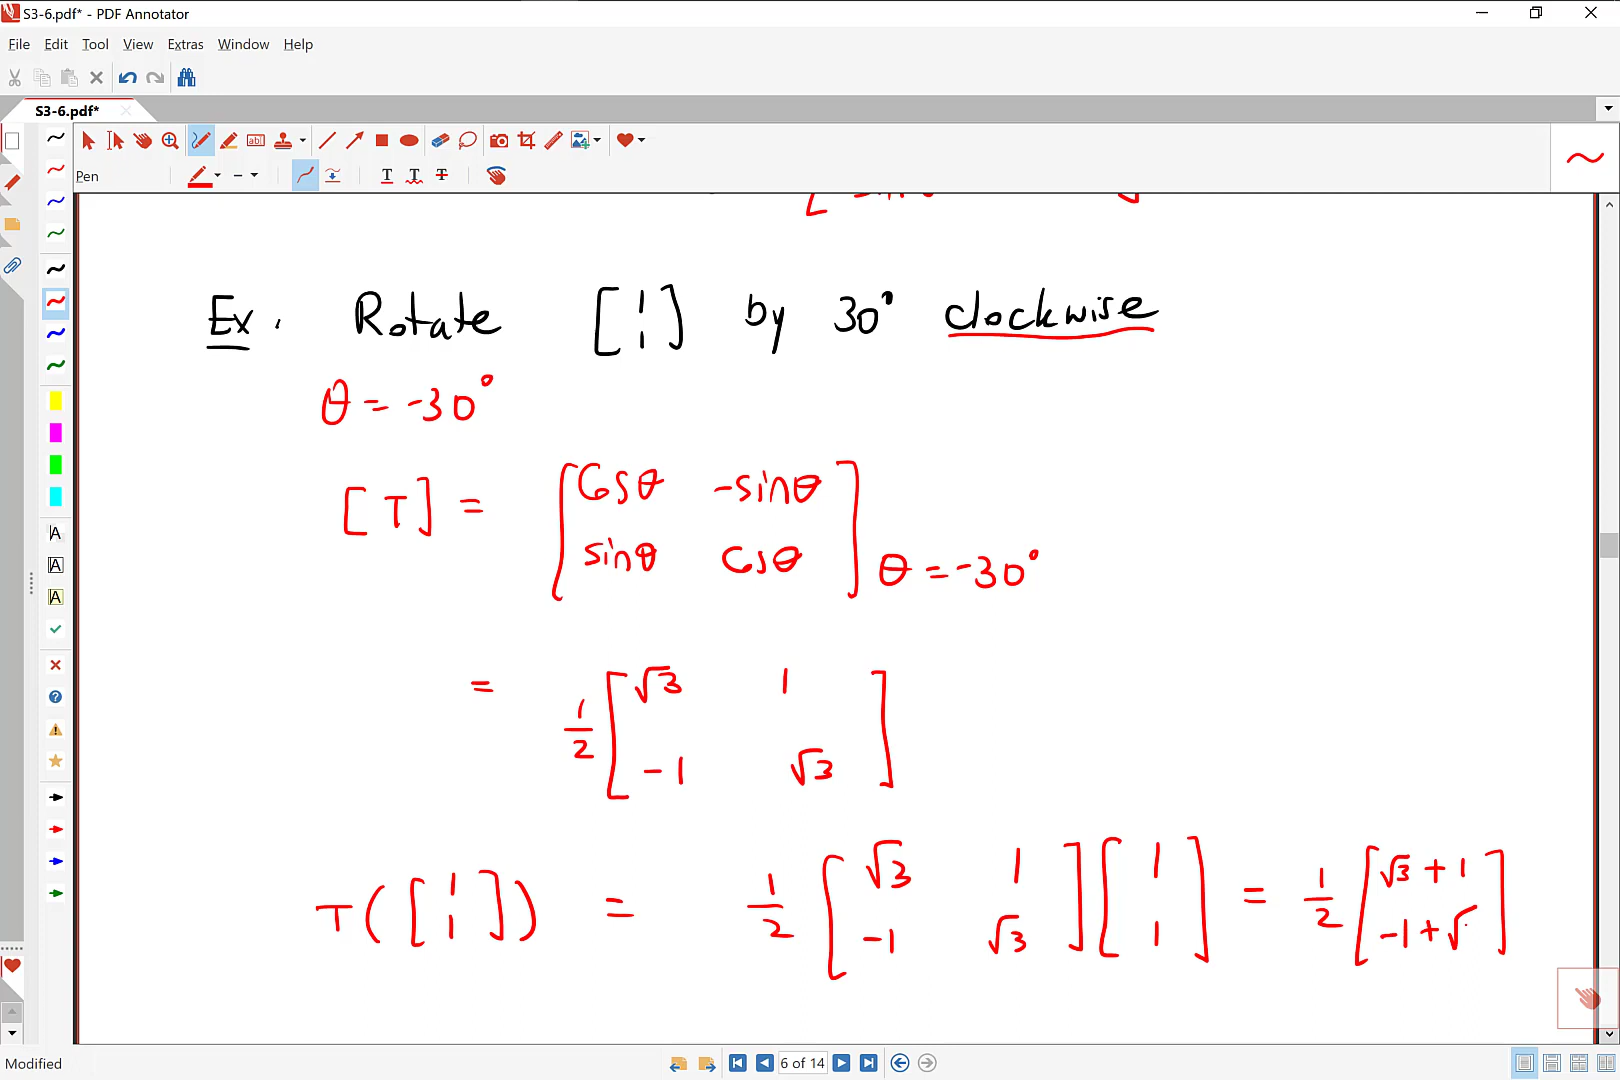 S3-6.pdf* - PDF Annotator
File Edit Tool View Extras Window Help
S3-6.pdf*
Pen
Ex. Rotate [1 1] by 30° clockwise
θ = -30°
[T] = [cosθ -sinθ
sinθ cosθ] θ = -30°
= 1/2 [√3 1
-1 √3]
T([1 1]) = 1/2 [√3 1
-1 √3] [1 1] = 1/2 [√3 + 1
-1 + √]
Modified
6 of 14